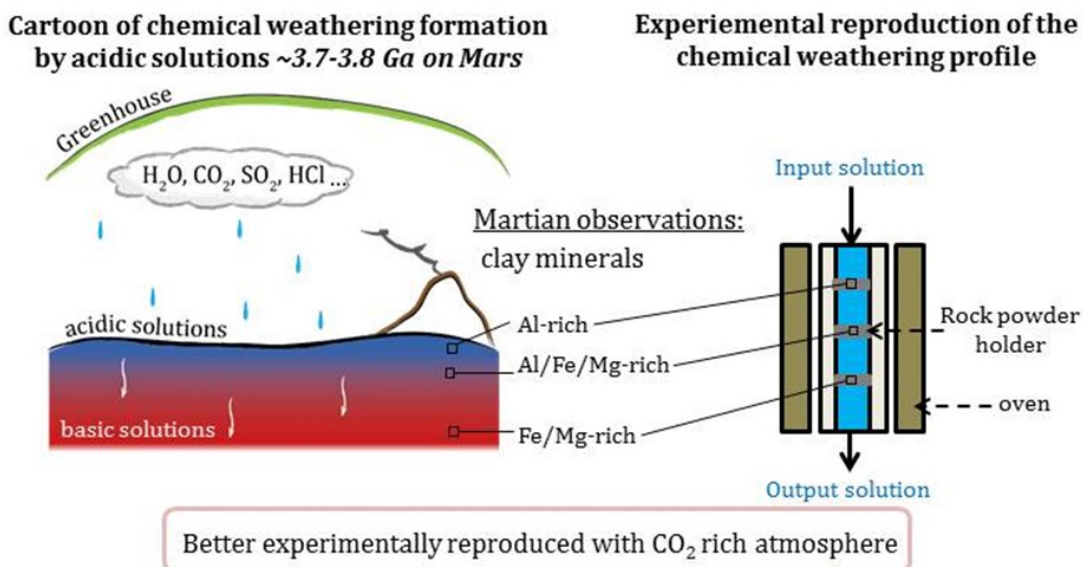 Cartoon of chemical weathering formation
by acidic solutions ~3.7-3.8 Ga on Mars
Experiemental reproduction of the
chemical weathering profile
Greenhouse
H₂O, CO₂, SO₂, HCl ...
Input solution
Martian observations:
clay minerals
acidic solutions
Al-rich
Rock powder
holder
Al/Fe/Mg-rich
oven
basic solutions
Fe/Mg-rich
Output solution
Better experimentally reproduced with CO₂ rich atmosphere